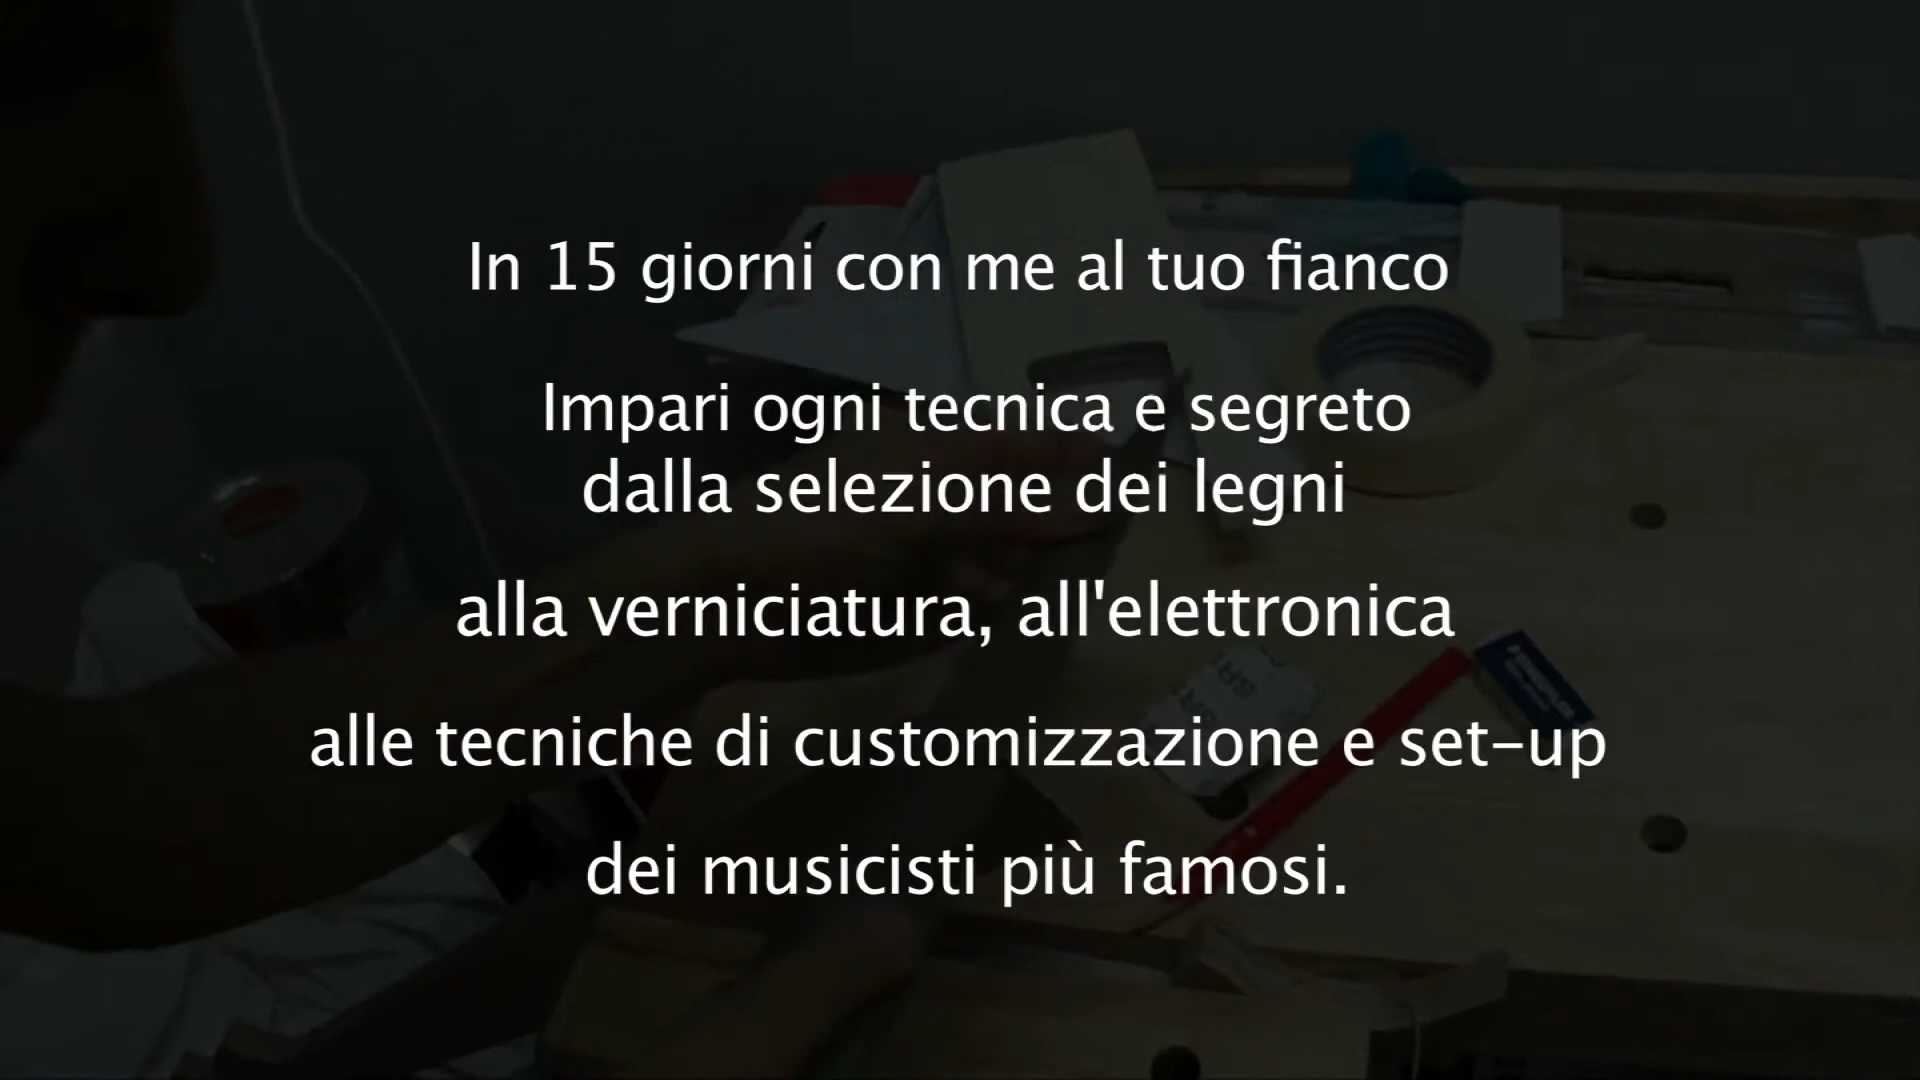 In 15 giorni con me al tuo fianco
Impari ogni tecnica e segreto
dalla selezione dei legni
alla verniciatura, all'elettronica
alle tecniche di customizzazione e set-up
dei musicisti più famosi.